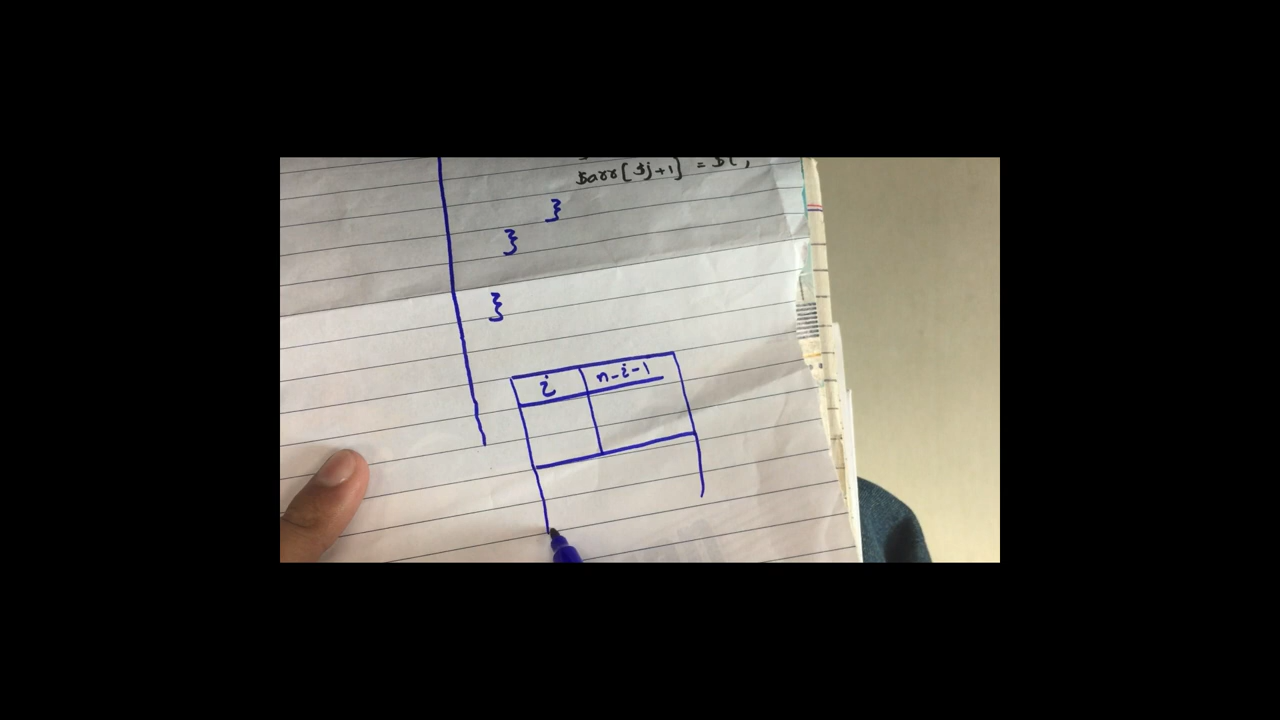 $arr[$j+1] = $t;
}
}
}
i n-i-1